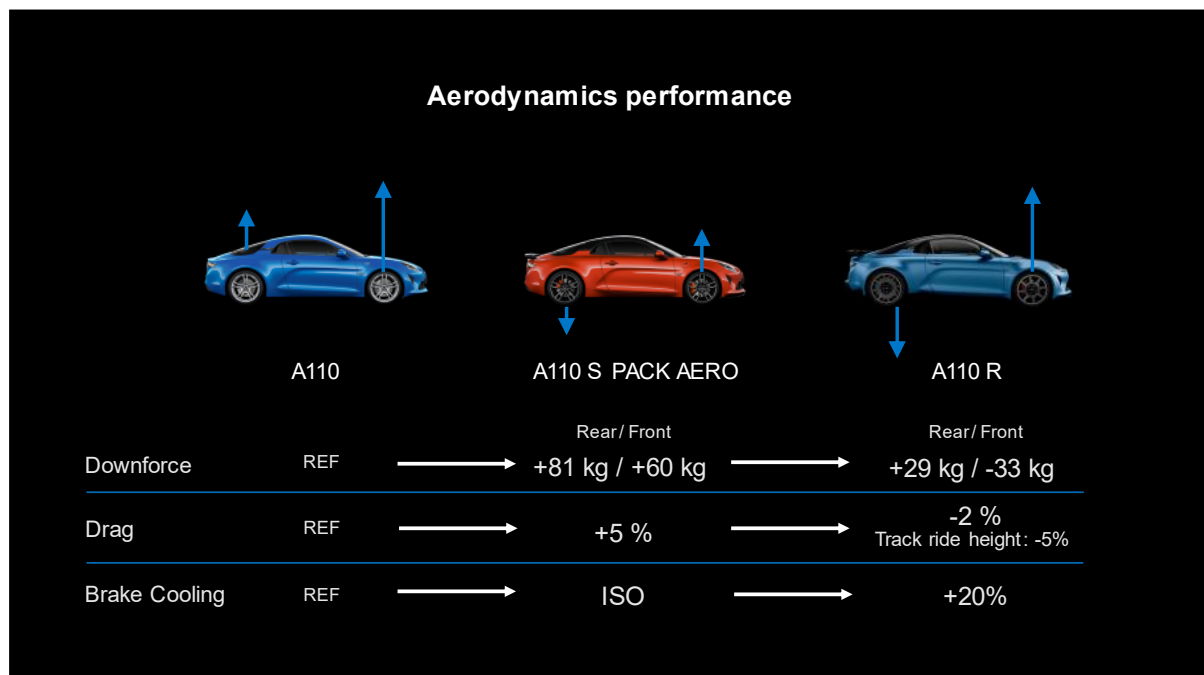 Aerodynamics performance
A110
A110 S PACK AERO
A110 R
Rear / Front
Rear / Front
Downforce REF +81 kg / +60 kg +29 kg / -33 kg
Drag REF +5 % -2 %
Track ride height: -5%
Brake Cooling REF ISO +20%